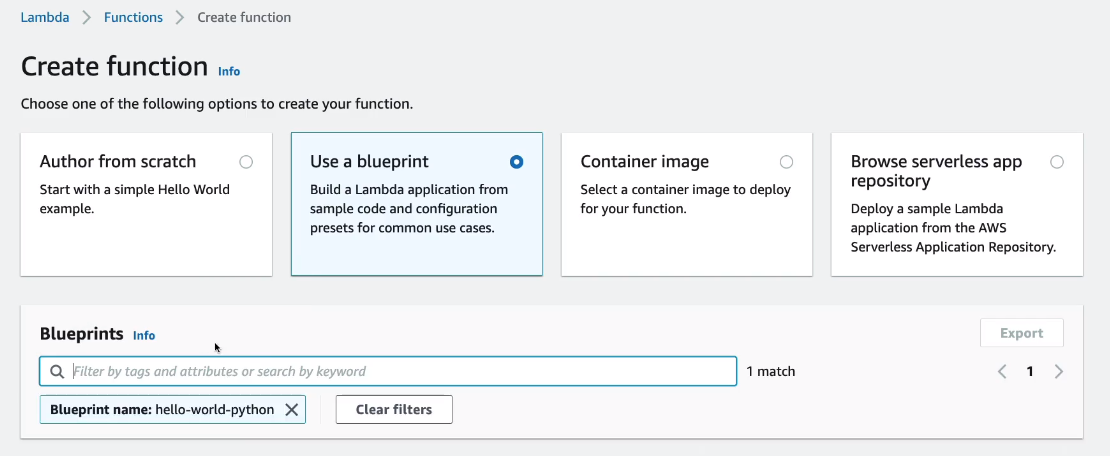 Lambda > Functions > Create function
Create function Info
Choose one of the following options to create your function.
Author from scratch
Start with a simple Hello World
example.
Use a blueprint
Build a Lambda application from
sample code and configuration
presets for common use cases.
Container image
Select a container image to deploy
for your function.
Browse serverless app
repository
Deploy a sample Lambda
application from the AWS
Serverless Application Repository.
Blueprints Info
Export
Filter by tags and attributes or search by keyword
1 match
< 1 >
Blueprint name: hello-world-python X
Clear filters